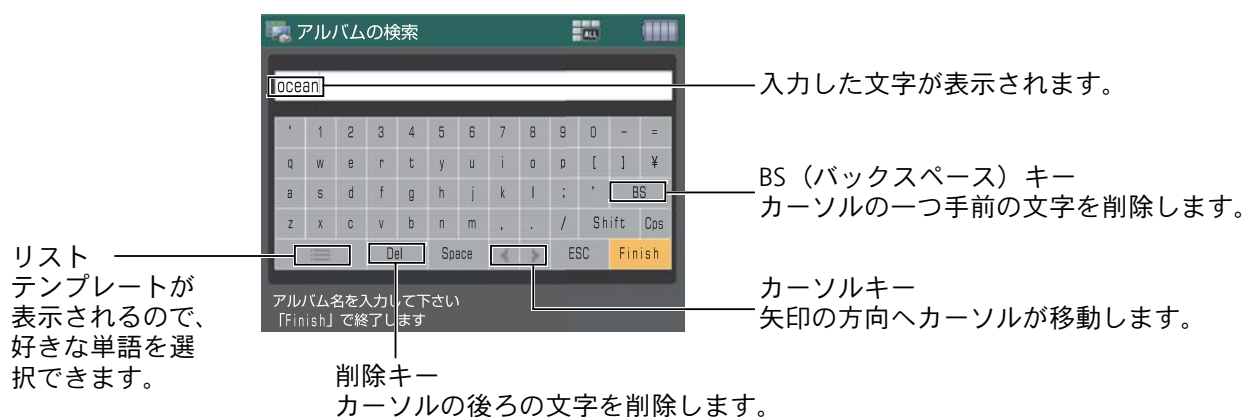 アルバムの検索
ALL
ocean
' 1 2 3 4 5 6 7 8 9 0 - =
q w e r t y u i o p [ ] ¥
a s d f g h j k l ; ' BS
z x c v b n m , . / Shift Cps
Del Space < > ESC Finish
アルバム名を入力して下さい
「Finish」で終了します
入力した文字が表示されます。
BS（バックスペース）キー
カーソルの一つ手前の文字を削除します。
カーソルキー
矢印の方向へカーソルが移動します。
リスト
テンプレートが
表示されるので、
好きな単語を選
択できます。
削除キー
カーソルの後ろの文字を削除します。